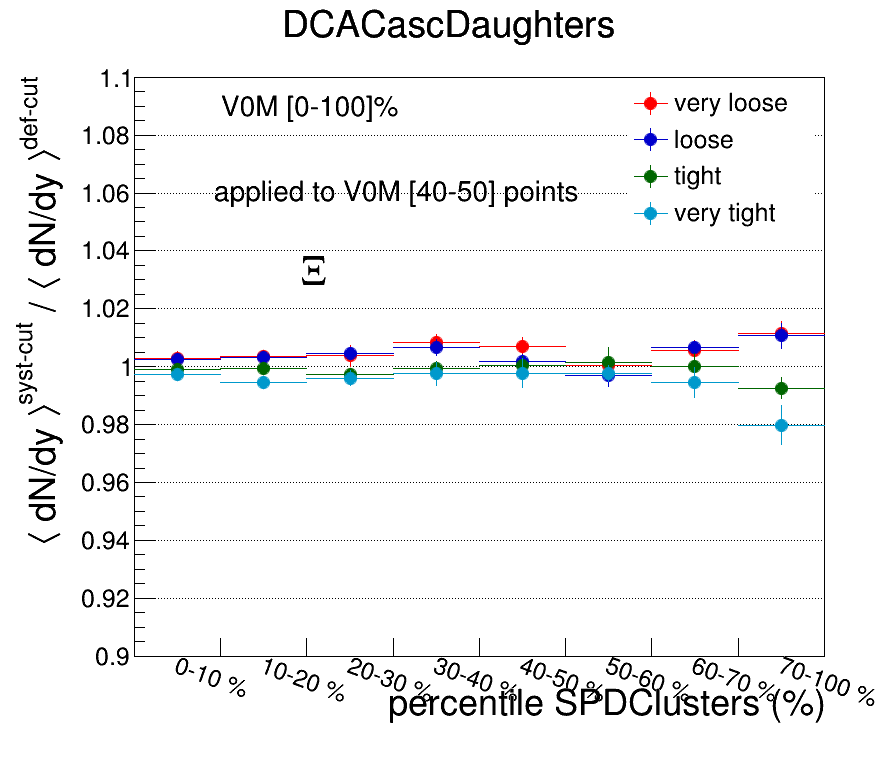 DCACascDaughters
⟨ dN/dy ⟩^syst-cut / ⟨ dN/dy ⟩^def-cut
1.1
1.08
1.06
1.04
1.02
1
0.98
0.96
0.94
0.92
0.9
V0M [0-100]%
applied to V0M [40-50] points
Ξ
very loose
loose
tight
very tight
0-10 %
10-20 %
20-30 %
30-40 %
40-50 %
50-60 %
60-70 %
70-100 %
percentile SPDClusters (%)